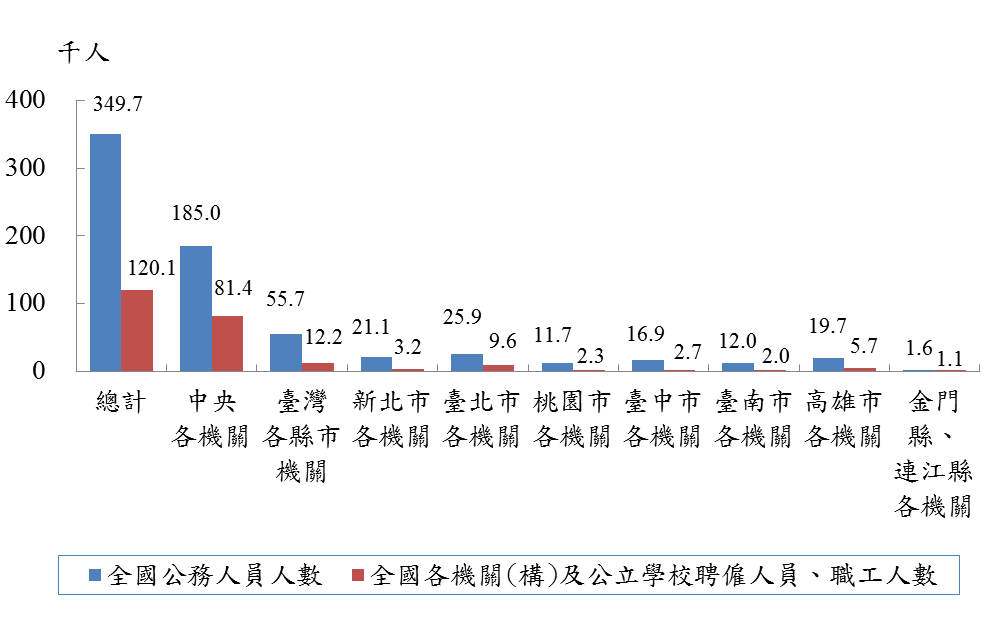 千人
400
300
200
100
0
349.7
120.1
185.0
81.4
55.7
12.2
21.1
3.2
25.9
9.6
11.7
2.3
16.9
2.7
12.0
2.0
19.7
5.7
1.6
1.1
總計
中央
各機關
臺灣
各縣市
機關
新北市
各機關
臺北市
各機關
桃園市
各機關
臺中市
各機關
臺南市
各機關
高雄市
各機關
金門
縣、
連江縣
各機關
全國公務人員人數
全國各機關(構)及公立學校聘僱人員、職工人數